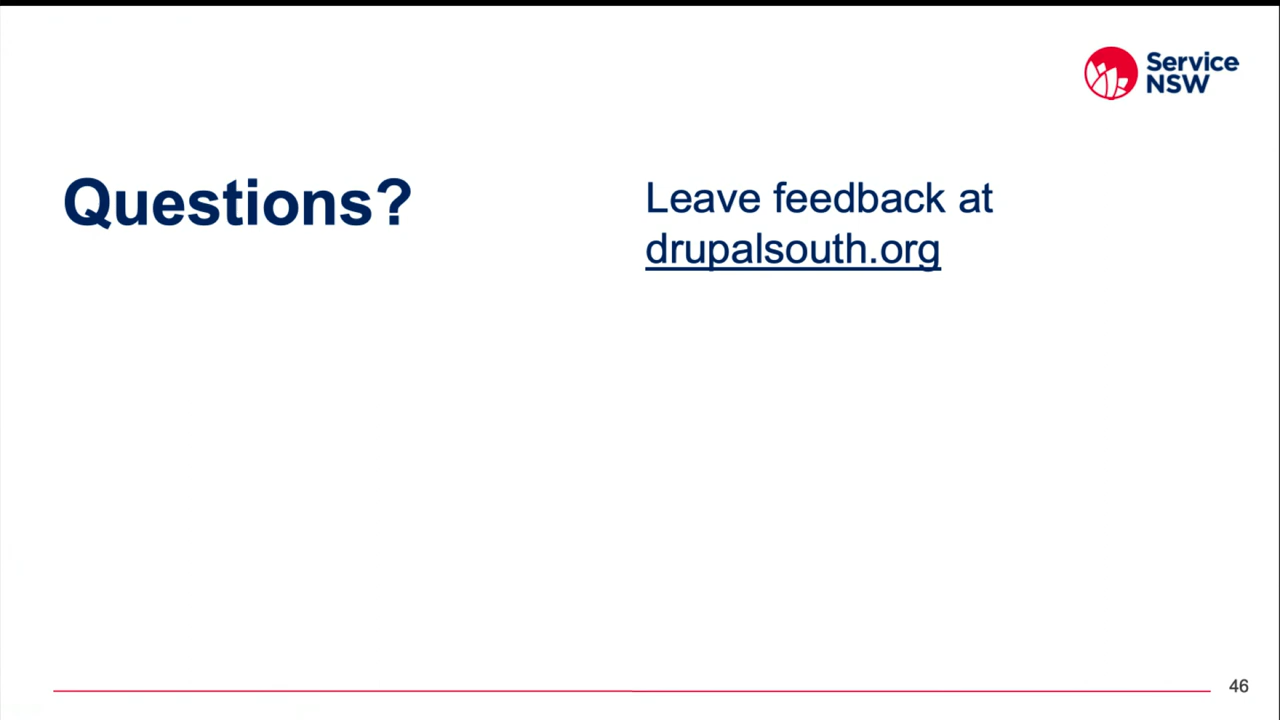 Service
NSW
Questions?
Leave feedback at
drupalsouth.org
46